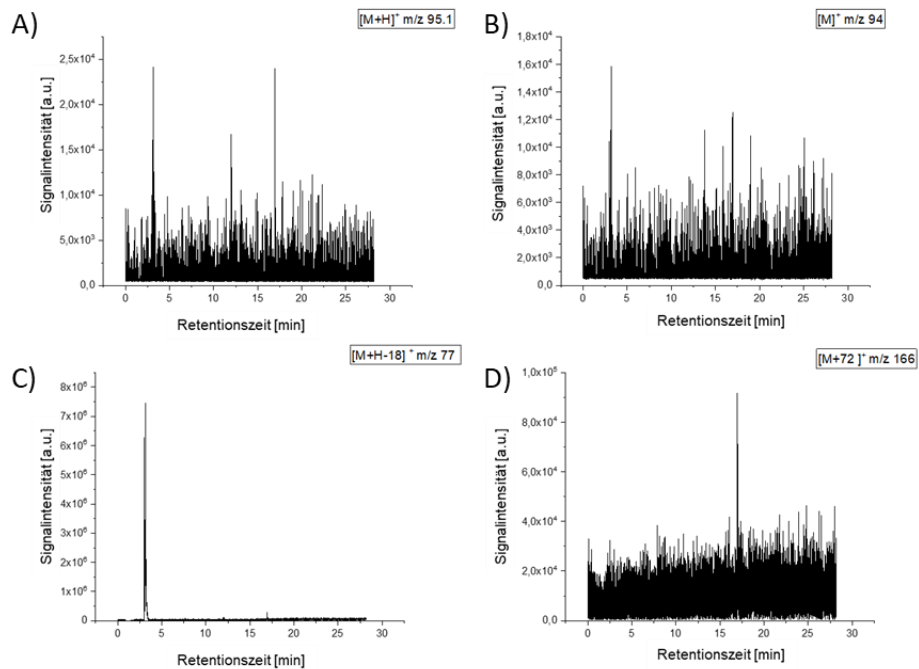 A)
[M+H]⁺ m/z 95.1
Signalintensität [a.u.]
2,5x10⁴
2,0x10⁴
1,5x10⁴
1,0x10⁴
5,0x10³
0,0
0 5 10 15 20 25 30
Retentionszeit [min]
B)
[M]⁺ m/z 94
Signalintensität [a.u.]
1,8x10⁴
1,6x10⁴
1,4x10⁴
1,2x10⁴
1,0x10⁴
8,0x10³
6,0x10³
4,0x10³
2,0x10³
0,0
0 5 10 15 20 25 30
Retentionszeit [min]
C)
[M+H-18] ⁺ m/z 77
Signalintensität [a.u.]
8x10⁶
7x10⁶
6x10⁶
5x10⁶
4x10⁶
3x10⁶
2x10⁶
1x10⁶
0
0 5 10 15 20 25 30
Retentionszeit [min]
D)
[M+72 ]⁺ m/z 166
Signalintensität [a.u.]
1,0x10⁵
8,0x10⁴
6,0x10⁴
4,0x10⁴
2,0x10⁴
0,0
0 5 10 15 20 25 30
Retentionszeit [min]